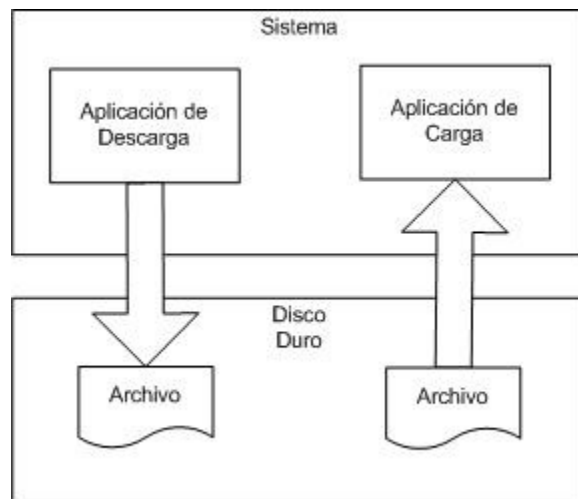 Sistema
Aplicación de
Descarga
Aplicación de
Carga
Disco
Duro
Archivo
Archivo